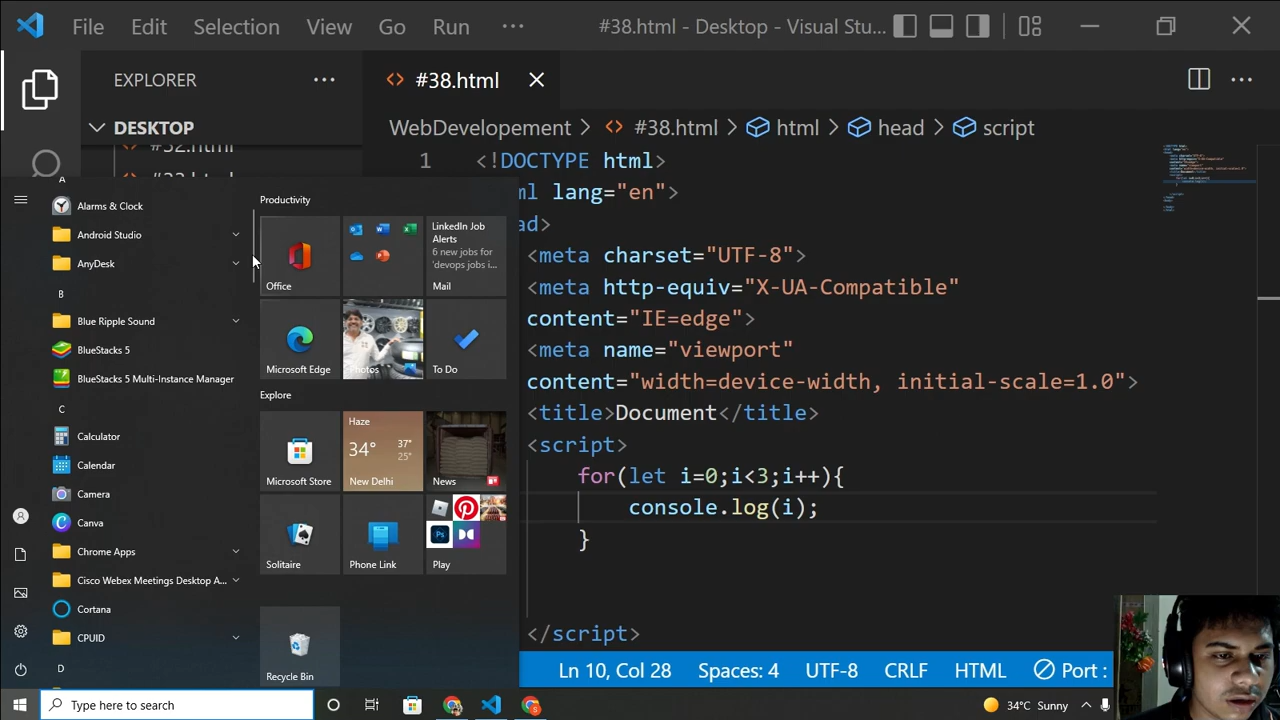 File Edit Selection View Go Run ··· #38.html - Desktop - Visual Stu...
EXPLORER ···
#38.html
DESKTOP
WebDevelopement > #38.html > html > head > script
1 <!DOCTYPE html>
ml lang="en">
ad>
<meta charset="UTF-8">
<meta http-equiv="X-UA-Compatible"
content="IE=edge">
<meta name="viewport"
content="width=device-width, initial-scale=1.0">
<title>Document</title>
<script>
for(let i=0;i<3;i++){
console.log(i);
}
</script>
A
Alarms & Clock
Android Studio
AnyDesk
B
Blue Ripple Sound
BlueStacks 5
BlueStacks 5 Multi-Instance Manager
C
Calculator
Calendar
Camera
Canva
Chrome Apps
Cisco Webex Meetings Desktop A...
Cortana
CPUID
D
Productivity
Office
LinkedIn Job
Alerts
6 new jobs for
'devops jobs i...
Mail
Microsoft Edge
Photos
To Do
Explore
Microsoft Store
Haze
34° 37°
25°
New Delhi
News
Solitaire
Phone Link
Ps
Play
Recycle Bin
Ln 10, Col 28 Spaces: 4 UTF-8 CRLF HTML Port :
Type here to search
34°C Sunny